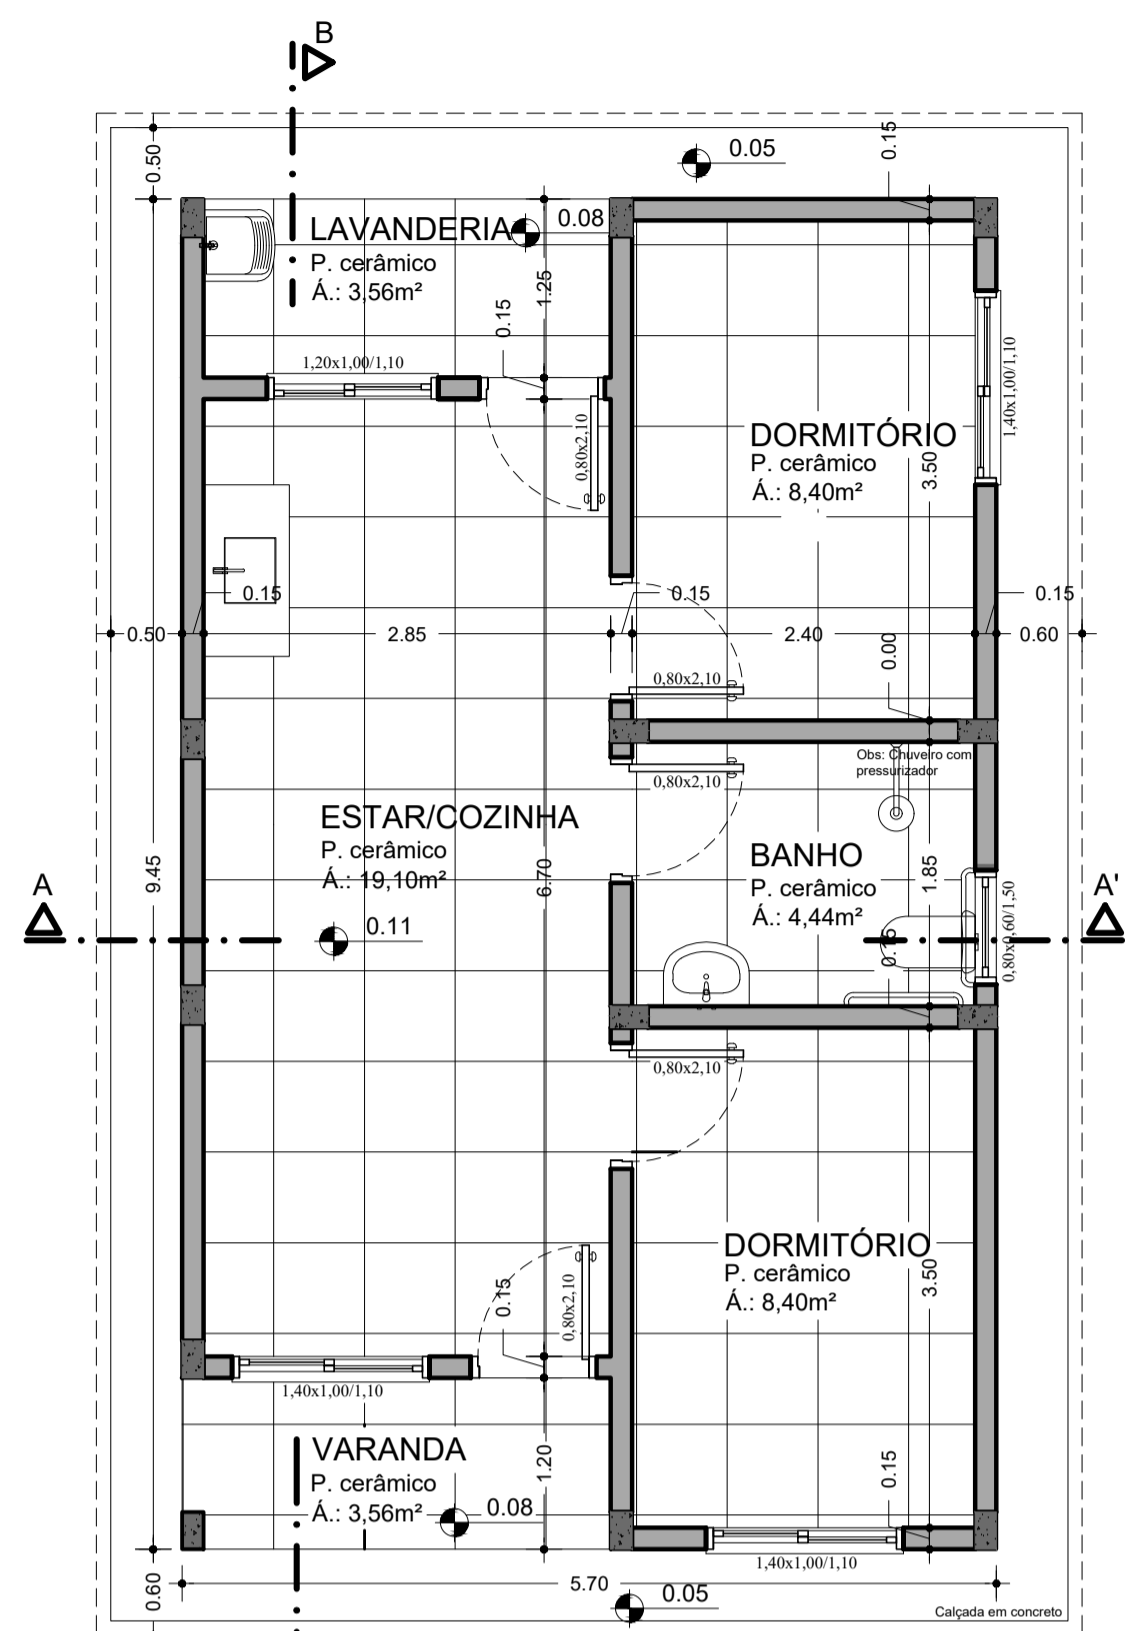 B
0.50
0.05
0.15
0.08
LAVANDERIA
P. cerâmico
Á.: 3,56m²
1.25
0.15
1,20x1,00/1,10
0,80x2,10
1,40x1,00/1,10
DORMITÓRIO
P. cerâmico
Á.: 8,40m²
3.50
0.15
0.15
0.15
0.50
2.85
2.40
0.60
0.00
0,80x2,10
Obs: Chuveiro com
pressurizador
0,80x2,10
ESTAR/COZINHA
P. cerâmico
Á.: 19,10m²
9.45
6.70
0.11
BANHO
P. cerâmico
Á.: 4,44m²
1.85
A
A'
0.15
0,80x0,60/1,50
0,80x2,10
DORMITÓRIO
P. cerâmico
Á.: 8,40m²
3.50
0.15
0,80x2,10
1,40x1,00/1,10
VARANDA
P. cerâmico
Á.: 3,56m²
1.20
0.08
0.15
1,40x1,00/1,10
0.60
5.70
0.05
Calçada em concreto